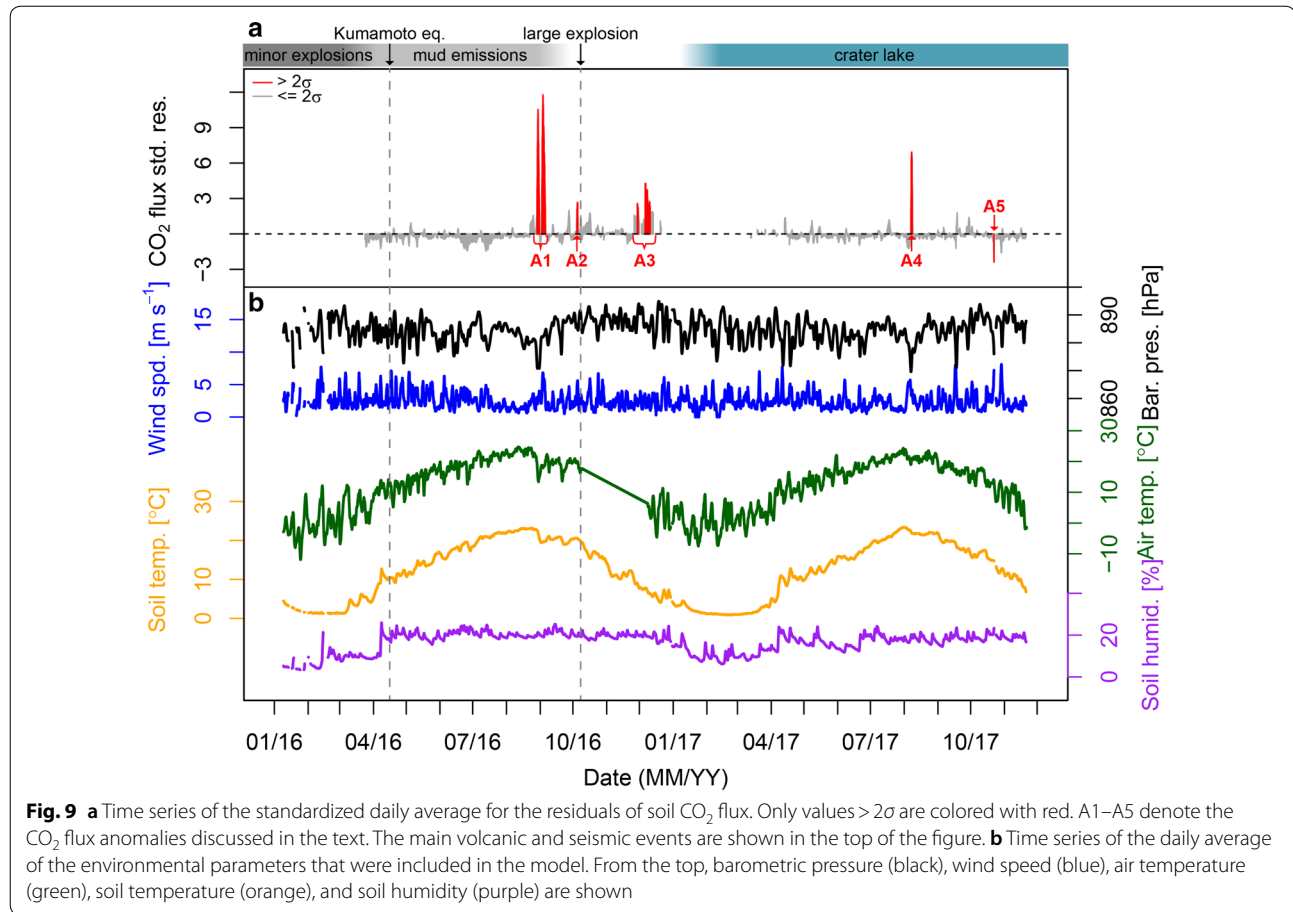 a
Kumamoto eq. large explosion
minor explosions mud emissions crater lake
> 2σ
<= 2σ
CO2 flux std. res.
9
6
3
0
−3
A1 A2 A3 A4 A5
b
Wind spd. [m s−1]
15
5
0
890
860
Bar. pres. [hPa]
30
10
−10
Air temp. [°C]
Soil temp. [°C]
30
10
0
20
0
Soil humid. [%]
01/16 04/16 07/16 10/16 01/17 04/17 07/17 10/17
Date (MM/YY)
Fig. 9 a Time series of the standardized daily average for the residuals of soil CO2 flux. Only values > 2σ are colored with red. A1–A5 denote the
CO2 flux anomalies discussed in the text. The main volcanic and seismic events are shown in the top of the figure. b Time series of the daily average
of the environmental parameters that were included in the model. From the top, barometric pressure (black), wind speed (blue), air temperature
(green), soil temperature (orange), and soil humidity (purple) are shown